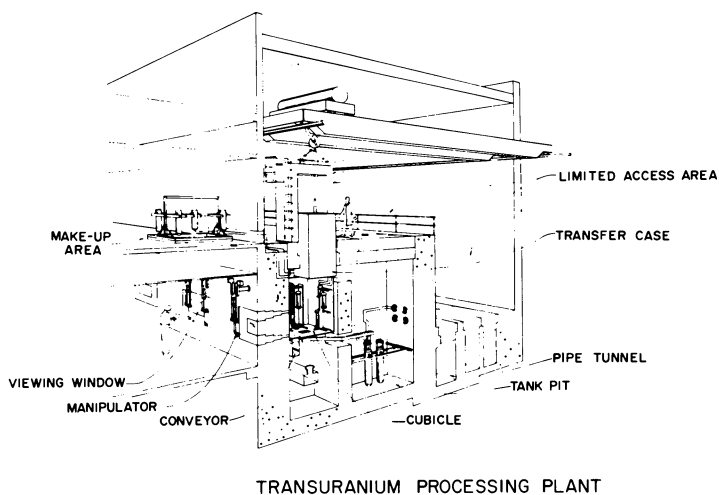 LIMITED ACCESS AREA
MAKE-UP
AREA
TRANSFER CASE
PIPE TUNNEL
VIEWING WINDOW
TANK PIT
MANIPULATOR
CONVEYOR
CUBICLE
TRANSURANIUM PROCESSING PLANT